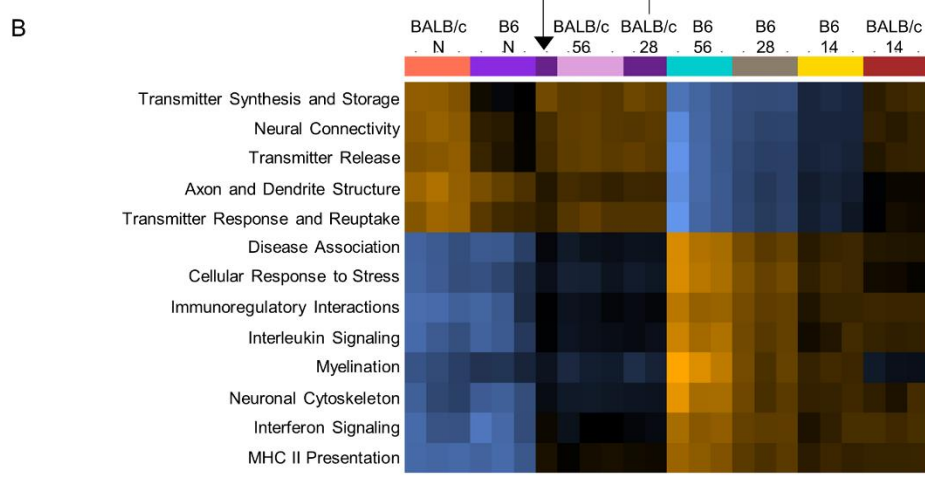 B
BALB/c B6 BALB/c BALB/c B6 B6 B6 BALB/c
. N . . N . . 56 . . 28 . 56 . . 28 . . 14 . . 14 .
Transmitter Synthesis and Storage
Neural Connectivity
Transmitter Release
Axon and Dendrite Structure
Transmitter Response and Reuptake
Disease Association
Cellular Response to Stress
Immunoregulatory Interactions
Interleukin Signaling
Myelination
Neuronal Cytoskeleton
Interferon Signaling
MHC II Presentation